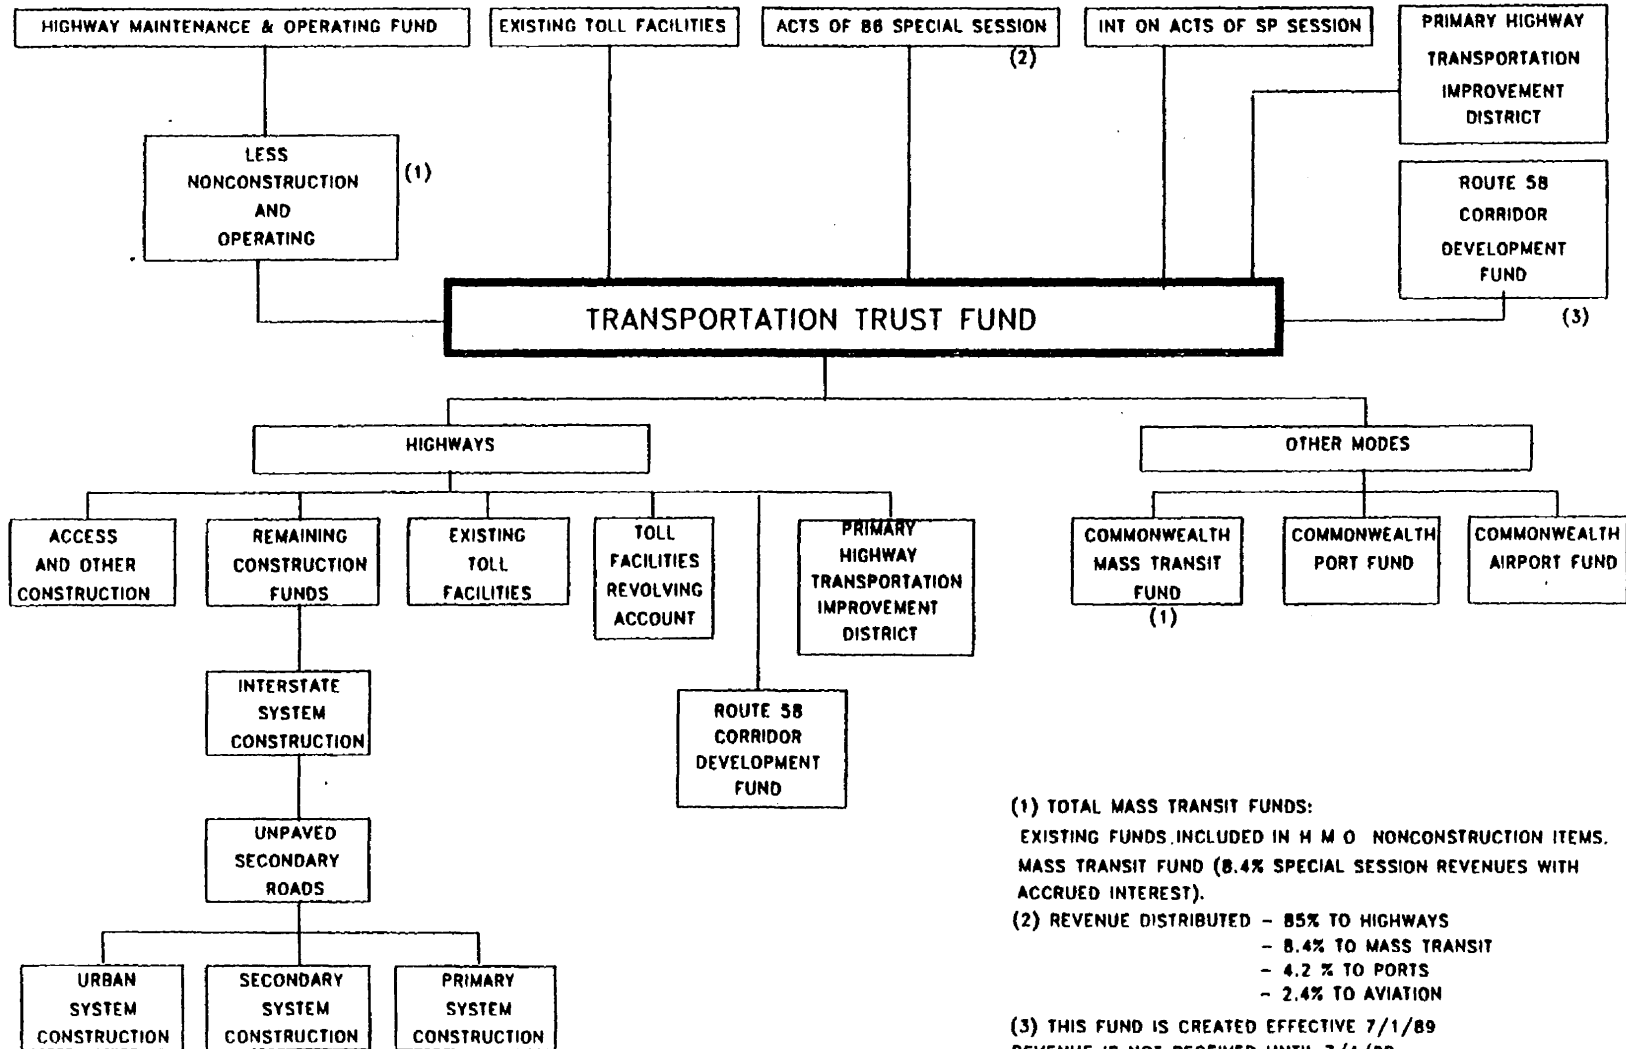 HIGHWAY MAINTENANCE & OPERATING FUND
EXISTING TOLL FACILITIES
ACTS OF 86 SPECIAL SESSION
(2)
INT ON ACTS OF SP SESSION
PRIMARY HIGHWAY
TRANSPORTATION
IMPROVEMENT
DISTRICT
LESS
NONCONSTRUCTION
AND
OPERATING
(1)
ROUTE 58
CORRIDOR
DEVELOPMENT
FUND
(3)
TRANSPORTATION TRUST FUND
HIGHWAYS
OTHER MODES
ACCESS
AND OTHER
CONSTRUCTION
REMAINING
CONSTRUCTION
FUNDS
EXISTING
TOLL
FACILITIES
TOLL
FACILITIES
REVOLVING
ACCOUNT
PRIMARY
HIGHWAY
TRANSPORTATION
IMPROVEMENT
DISTRICT
COMMONWEALTH
MASS TRANSIT
FUND
(1)
COMMONWEALTH
PORT FUND
COMMONWEALTH
AIRPORT FUND
INTERSTATE
SYSTEM
CONSTRUCTION
ROUTE 58
CORRIDOR
DEVELOPMENT
FUND
UNPAVED
SECONDARY
ROADS
URBAN
SYSTEM
CONSTRUCTION
SECONDARY
SYSTEM
CONSTRUCTION
PRIMARY
SYSTEM
CONSTRUCTION
(1) TOTAL MASS TRANSIT FUNDS:
EXISTING FUNDS INCLUDED IN H M O NONCONSTRUCTION ITEMS.
MASS TRANSIT FUND (8.4% SPECIAL SESSION REVENUES WITH
ACCRUED INTEREST).
(2) REVENUE DISTRIBUTED - 85% TO HIGHWAYS
- 8.4% TO MASS TRANSIT
- 4.2 % TO PORTS
- 2.4% TO AVIATION
(3) THIS FUND IS CREATED EFFECTIVE 7/1/89
REVENUE IS NOT RECEIVED UNTIL